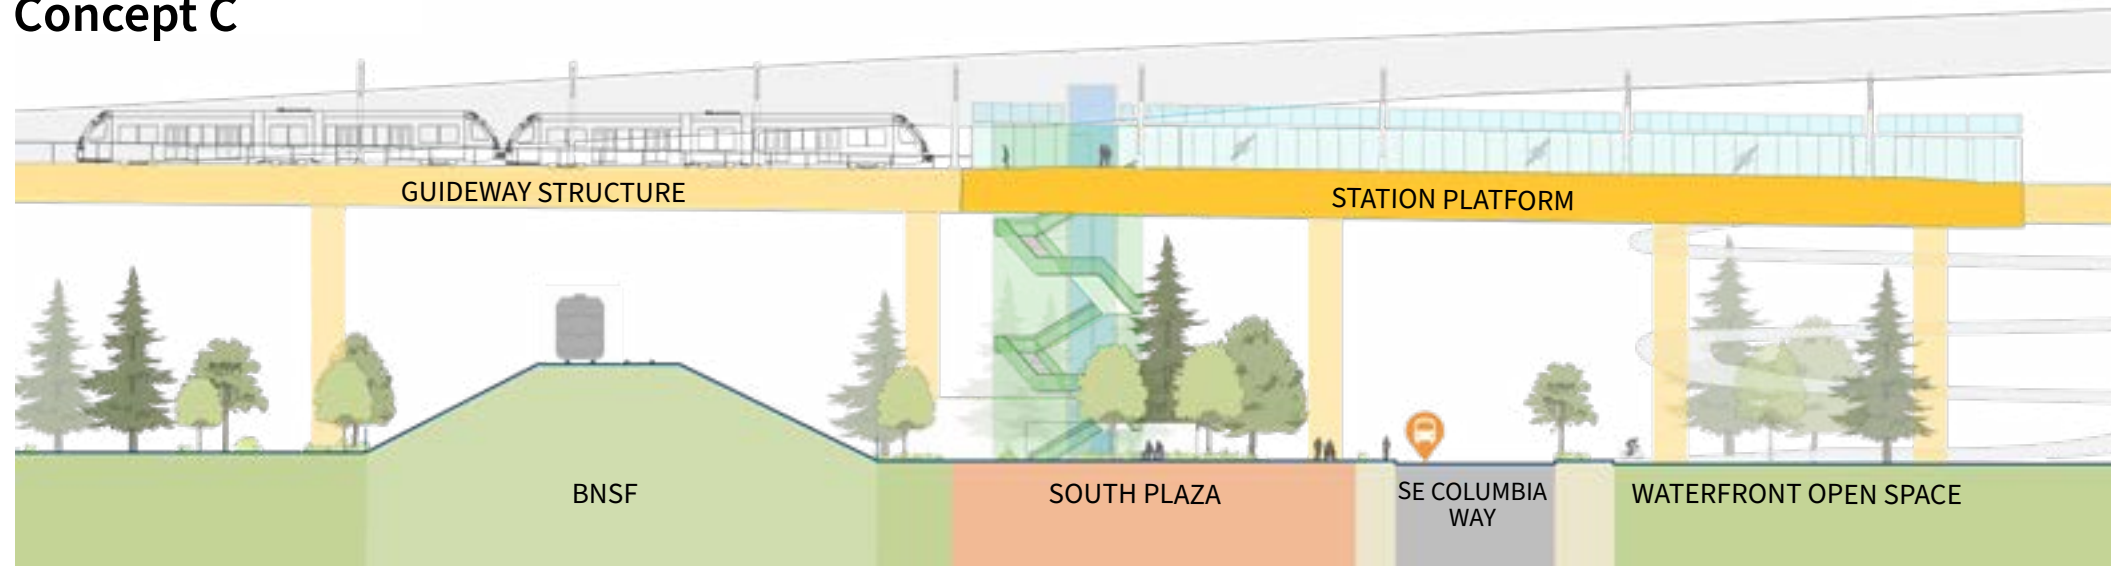 Concept C
GUIDEWAY STRUCTURE
STATION PLATFORM
BNSF
SOUTH PLAZA
SE COLUMBIA
WAY
WATERFRONT OPEN SPACE